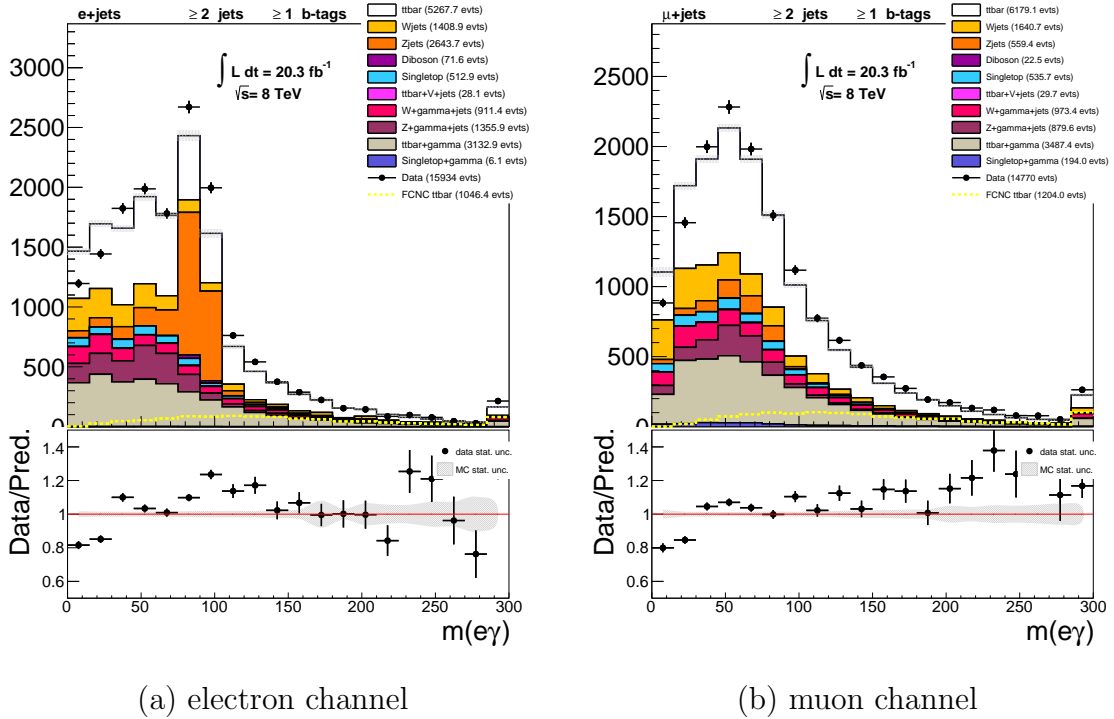 e+jets ≥ 2 jets ≥ 1 b-tags
ttbar (5267.7 evts)
Wjets (1408.9 evts)
Zjets (2643.7 evts)
Diboson (71.6 evts)
Singletop (512.9 evts)
ttbar+V+jets (28.1 evts)
W+gamma+jets (911.4 evts)
Z+gamma+jets (1355.9 evts)
ttbar+gamma (3132.9 evts)
Singletop+gamma (6.1 evts)
Data (15934 evts)
FCNC ttbar (1046.4 evts)
∫ L dt = 20.3 fb⁻¹
√s= 8 TeV
3000
2500
2000
1500
1000
500
0
data stat. unc.
MC stat. unc.
Data/Pred.
1.4
1.2
1
0.8
0.6
0 50 100 150 200 250 300
m(eγ)
(a) electron channel
μ+jets ≥ 2 jets ≥ 1 b-tags
ttbar (6179.1 evts)
Wjets (1640.7 evts)
Zjets (559.4 evts)
Diboson (22.5 evts)
Singletop (535.7 evts)
ttbar+V+jets (29.7 evts)
W+gamma+jets (973.4 evts)
Z+gamma+jets (879.6 evts)
ttbar+gamma (3487.4 evts)
Singletop+gamma (194.0 evts)
Data (14770 evts)
FCNC ttbar (1204.0 evts)
∫ L dt = 20.3 fb⁻¹
√s= 8 TeV
2500
2000
1500
1000
500
0
data stat. unc.
MC stat. unc.
Data/Pred.
1.4
1.2
1
0.8
0.6
0 50 100 150 200 250 300
m(eγ)
(b) muon channel